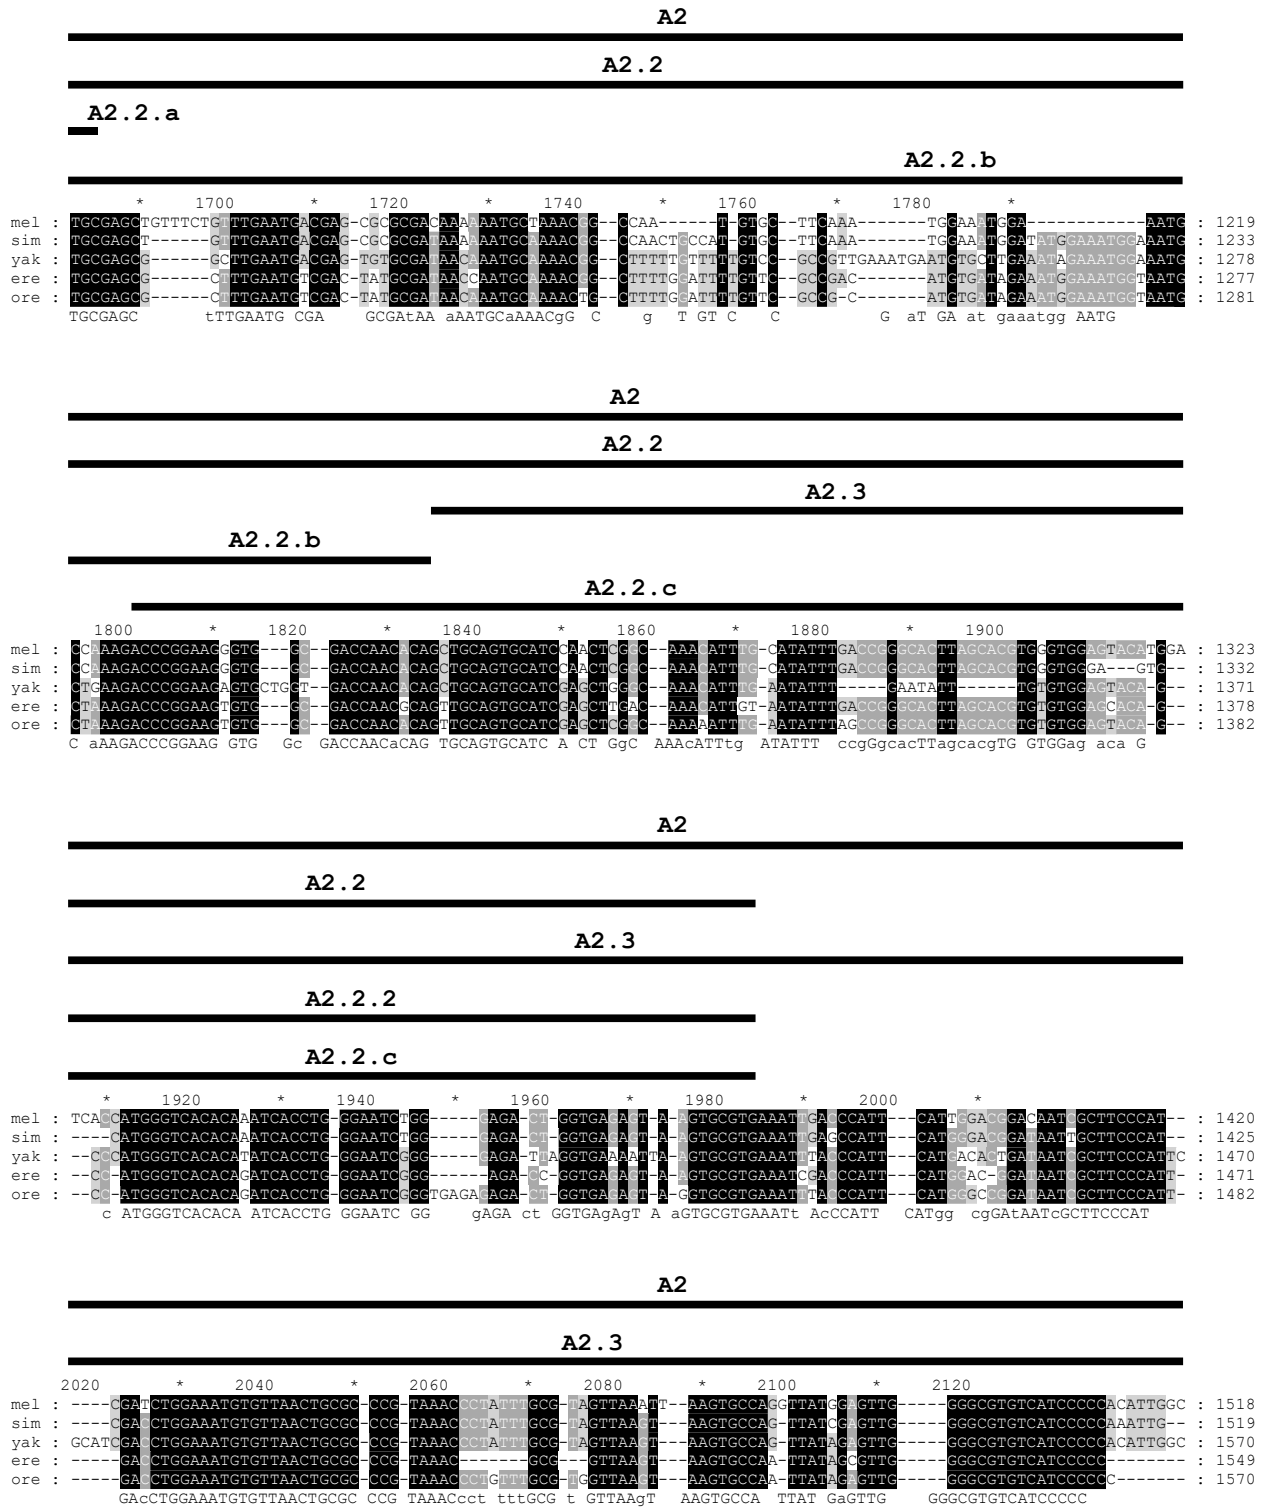 A2
A2.2
A2.2.a
A2.2.b
* 1700 * 1720 * 1740 * 1760 * 1780 *
mel : TGCGAGCTGTTTCTGTTTGAATGACGAG-CGCGCGACAAAAAATGCTAAACGG--CCAA-----T-GTGC--TTCAAA-------TGGAAATGGA--------------AATG : 1219
sim : TGCGAGCT------GTTTGAATGACGAG-CGCGCGATAAAAAATGCAAAACGG--CCAACTGCCAT-GTGC--TTCAAA-------TGGAAATGGATATGGAAATGGAAATG : 1233
yak : TGCGAGCG------GCTTGAATGACGAG-TGTGCGATAACAAATGCAAAACGG--CTTTTTGTTTTTGTCC--GCCGTTGAAATGAATGTGCTTGAAATAGAAATGGAAATG : 1278
ere : TGCGAGCG------CTTTGAATGTCGAC-TATGCGATAACCAATGCAAAACGG--CTTTTGGATTTTGTTC--GCCGAC-------ATGTGATAGAAATGGAAATGGTAATG : 1277
ore : TGCGAGCG------CTTTGAATGTCGAC-TATGCGATAACAAATGCAAAACTG--CTTTTGGATTTTGTTC--GCCG-C-------ATGTGATAGAAATGGAAATGGTAATG : 1281
TGCGAGC tTTGAATG CGA GCGAtAA aAATGCaAAACgG C g T GT C C G aT GA at gaaatgg AATG
A2
A2.2
A2.3
A2.2.b
A2.2.c
1800 * 1820 * 1840 * 1860 * 1880 * 1900 *
mel : CCAAAGACCCGGAAGGGTG---GC--GACCAACACAGCTGCAGTGCATCCAACTCGGC--AAACATTTG-CATATTTGACCGGGCACTTAGCACGTGGGTGGAGTACATGGA : 1323
sim : CCAAAGACCCGGAAGGGTG---GC--GACCAACACAGCTGCAGTGCATCCAACTCGGC--AAACATTTG-CATATTTGACCGGGCACTTAGCACGTGGGTGGGA---GTG-- : 1332
yak : CTGAAGACCCGGAAGAGTGCTGGT--GACCAACACAGCTGCAGTGCATCGAGCTGGGC--AAACATTTG-AATATTT-----GAATATT------TGTGTGGAGTACA-G-- : 1371
ere : CTAAAGACCCGGAAGTGTG---GC--GACCAACGCAGTTGCAGTGCATCGAGCTTGAC--AAACATTGT-AATATTTGACCGGGCACTTAGCACGTGTGTGGAGCACA-G-- : 1378
ore : CTAAAGACCCGGAAGTGTG---GC--GACCAACACAGTTGCAGTGCATCGAGCTCGGC--AAAAATTTG-AATATTTAGCCGGGCACTTAGCACGTGTGTGGAGTACA-G-- : 1382
C aAAGACCCGGAAG GTG Gc GACCAACaCAG TGCAGTGCATC A CT GgC AAAcATTtg ATATTT ccgGgcacTTagcacgTG GTGGag aca G
A2
A2.2
A2.3
A2.2.2
A2.2.c
* 1920 * 1940 * 1960 * 1980 * 2000 *
mel : TCACCATGGGTCACACAAATCACCTG-GGAATCTGG-----GAGA-CT-GGTGAGAGT-A-AGTGCGTGAAATTGACCCATT---CATTGGACGGACAATCGCTTCCCAT-- : 1420
sim : ----CATGGGTCACACAAATCACCTG-GGAATCTGG-----GAGA-CT-GGTGAGAGT-A-AGTGCGTGAAATTGAGCCATT---CATGGGACGGATAATTGCTTCCCAT-- : 1425
yak : --CCCATGGGTCACACATATCACCTG-GGAATCGGG-----GAGA-TTAGGTGAAAATTA-AGTGCGTGAAATTTACCCATT---CATGACACTGATAATCGCTTCCCATTC : 1470
ere : --CC-ATGGGTCACACAGATCACCTG-GGAATCGGG-----AGA-CC-GGTGAGAGT-A-AGTGCGTGAAATCGACCCATT---CATGGAC-GGATAATCGCTTCCCATT- : 1471
ore : --CC-ATGGGTCACACAGATCACCTG-GGAATCGGGTGAGAGAGA-CT-GGTGAGAGT-A-GGTGCGTGAAATTTACCCATT---CATGGGCCGGATAATCGCTTCCCATT- : 1482
c ATGGGTCACACA ATCACCTG GGAATC GG gAGA ct GGTGAgAgT A aGTGCGTGAAATt AcCCATT CATgg cgGAtAATcGCTTCCCAT
A2
A2.3
2020 * 2040 * 2060 * 2080 * 2100 * 2120
mel : ----CGATCTGGAAATGTGTTAACTGCGC-CCG-TAAACCCTATTTGCG-TAGTTAAATT-AAGTGCCAGGTTATGGAGTTG-----GGGCGTGTCATCCCCCACATTGGC : 1518
sim : ----CGACCTGGAAATGTGTTAACTGCGC-CCG-TAAACCCTATTTGCG-TAGTTAAGT--AAGTGCCAG-TTATCGAGTTG-----GGGCGTGTCATCCCCCAAATTG-- : 1519
yak : GCATCGACCTGGAAATGTGTTAACTGCGC-CCG-TAAACCCTATTTGCG-TAGTTAAGT--AAGTGCCAG-TTATAGAGTTG-----GGGCGTGTCATCCCCCACATTGGC : 1570
ere : -----GACCTGGAAATGTGTTAACTGCGC-CCG-TAAAC-------GCG--GTTAAGT--AAGTGCCAA-TTATAGCGTTG-----GGGCGTGTCATCCCCC--------- : 1549
ore : -----GACCTGGAAATGTGTTAACTGCGC-CCG-TAAACCCTGTTTGCG-TGGTTAAGT--AAGTGCCAA-TTATAGAGTTG-----GGGCGTGTCATCCCCCC------- : 1570
GAcCTGGAAATGTGTTAACTGCGC CCG TAAACcct tttGCG t GTTAAgT AAGTGCCA TTAT GaGTTG GGGCGTGTCATCCCCC